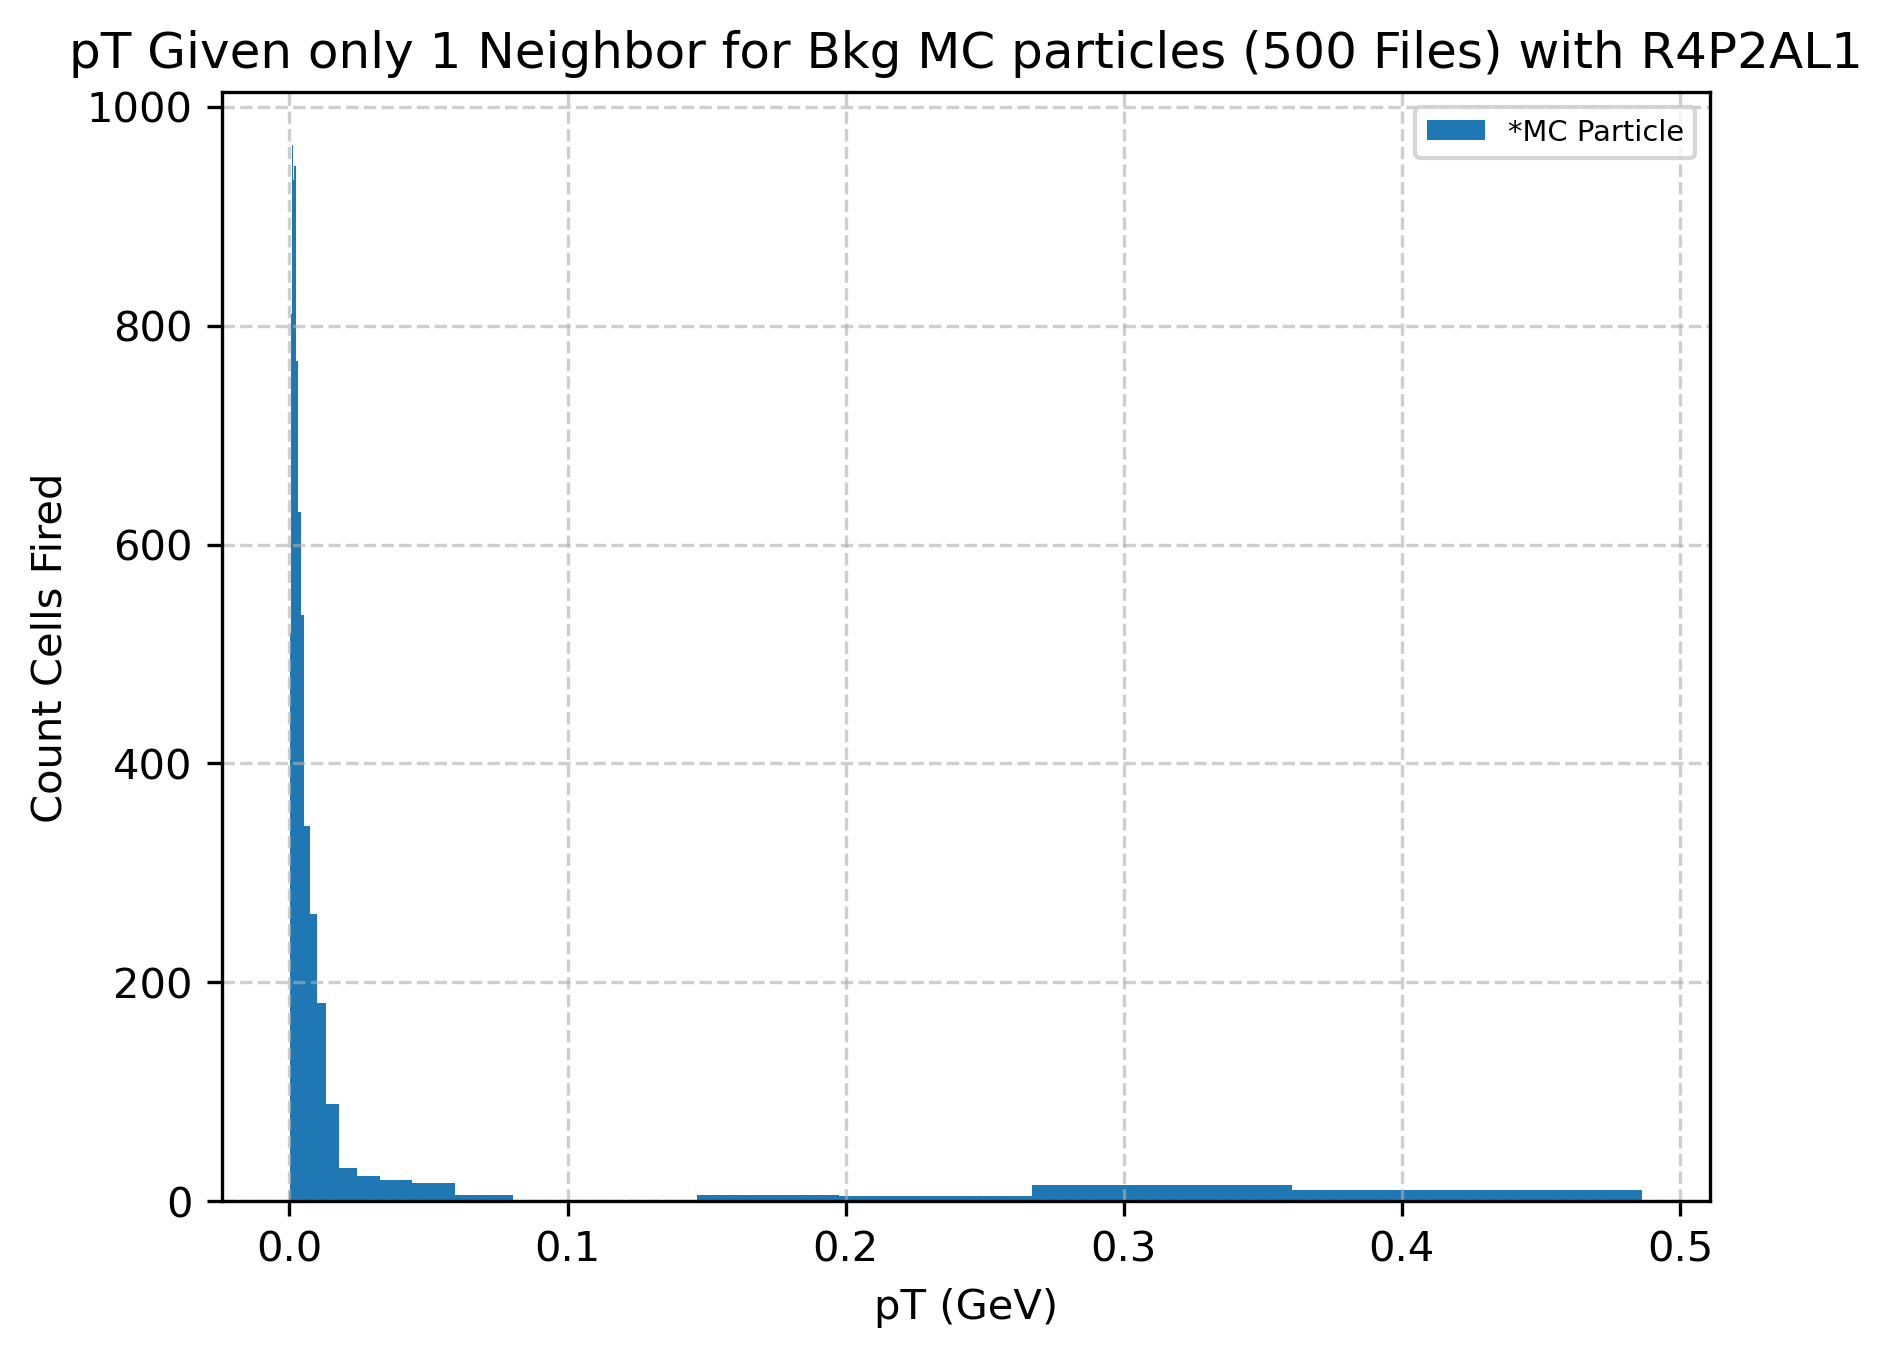 pT Given only 1 Neighbor for Bkg MC particles (500 Files) with R4P2AL1
1000
800
600
400
200
0
Count Cells Fired
*MC Particle
0.0 0.1 0.2 0.3 0.4 0.5
pT (GeV)